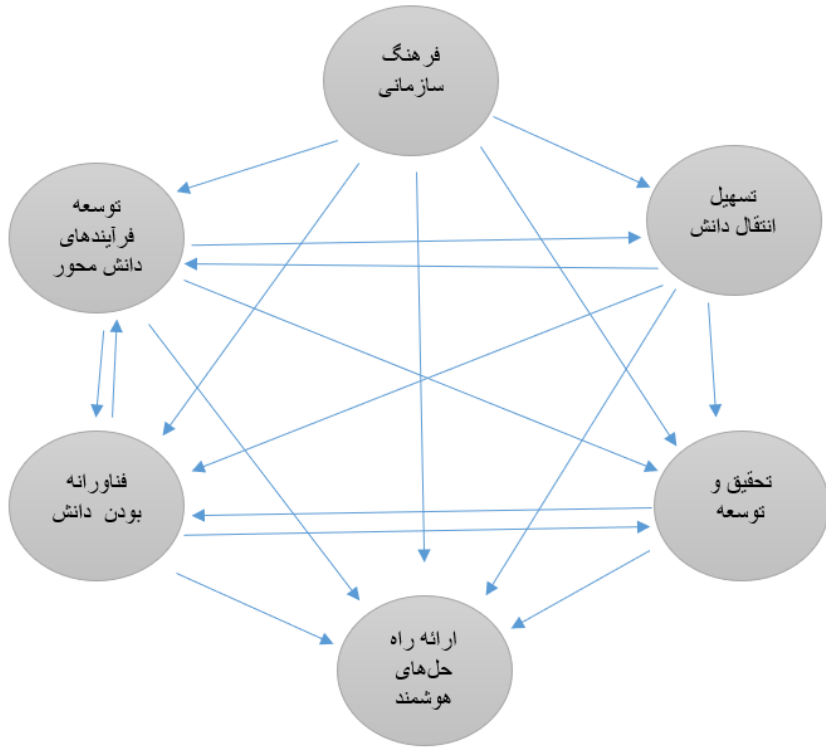 فرهنگ
سازمانی
تسهیل
انتقال دانش
توسعه
فرآیندهای
دانش محور
فناورانه
بودن دانش
تحقیق و
توسعه
ارائه راه
حل‌های
هوشمند